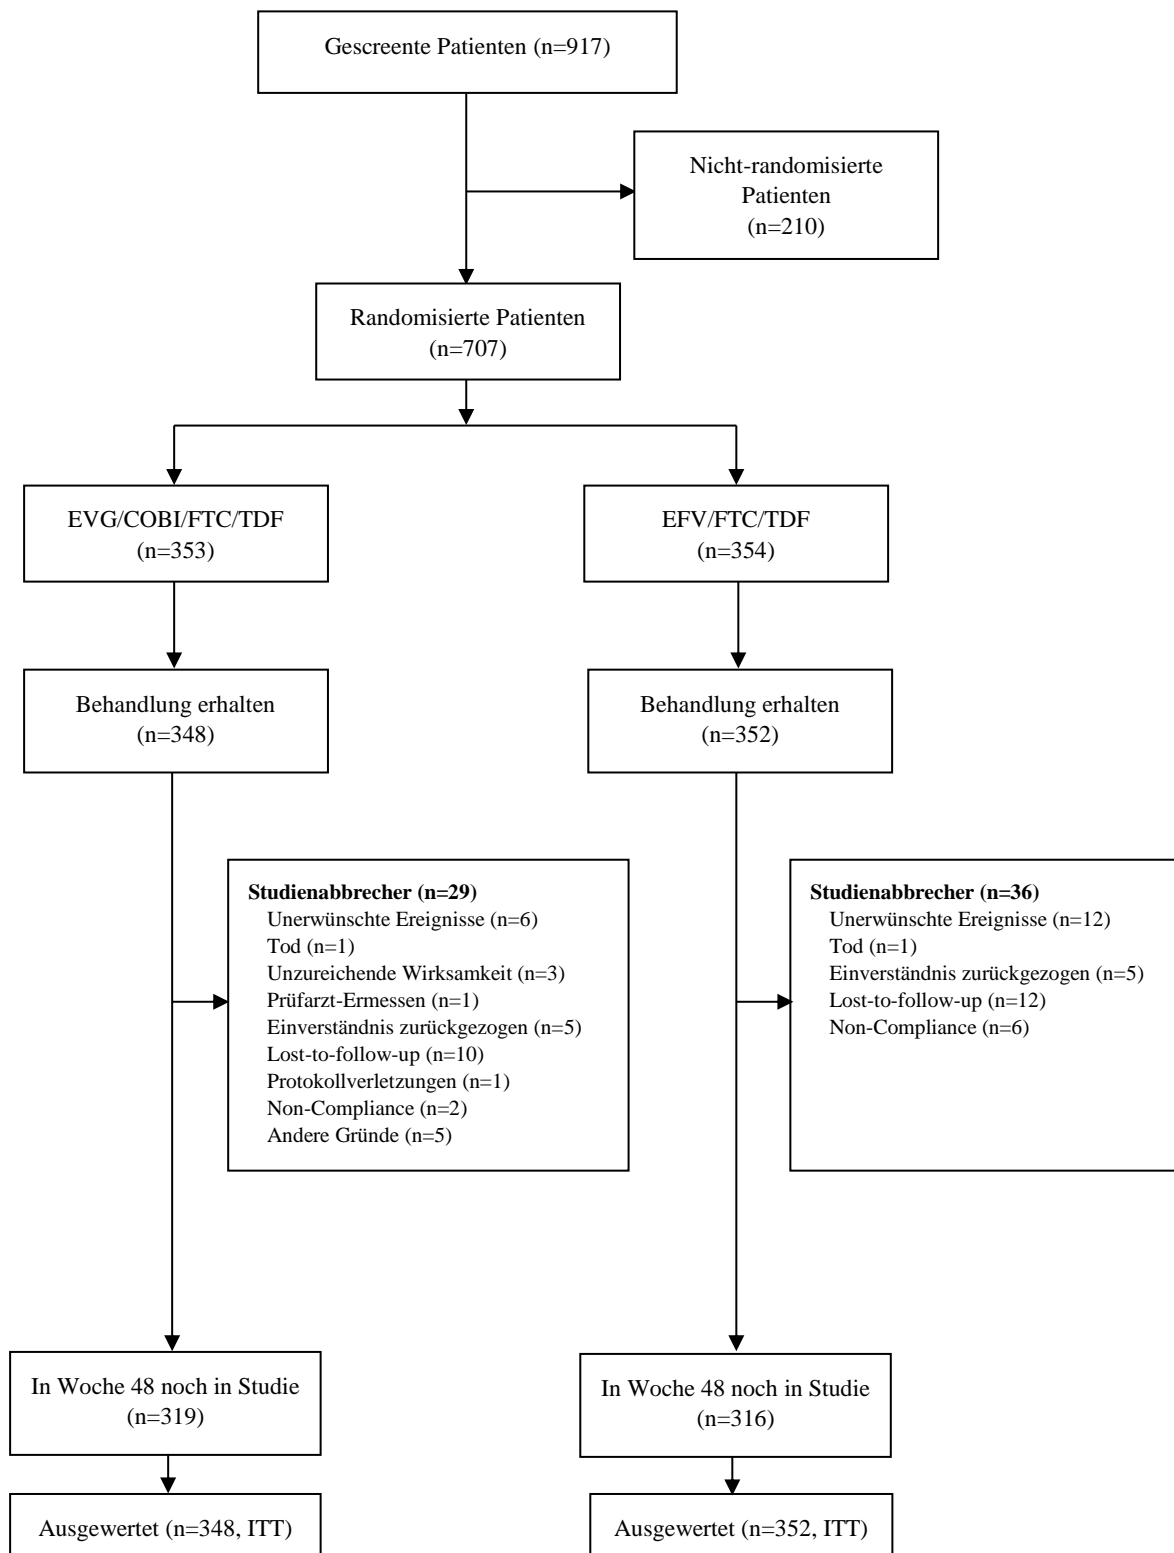 Gescreente Patienten (n=917)
Nicht-randomisierte
Patienten
(n=210)
Randomisierte Patienten
(n=707)
EVG/COBI/FTC/TDF
(n=353)
EFV/FTC/TDF
(n=354)
Behandlung erhalten
(n=348)
Behandlung erhalten
(n=352)
Studienabbrecher (n=29)
Unerwünschte Ereignisse (n=6)
Tod (n=1)
Unzureichende Wirksamkeit (n=3)
Prüfarzt-Ermessen (n=1)
Einverständnis zurückgezogen (n=5)
Lost-to-follow-up (n=10)
Protokollverletzungen (n=1)
Non-Compliance (n=2)
Andere Gründe (n=5)
Studienabbrecher (n=36)
Unerwünschte Ereignisse (n=12)
Tod (n=1)
Einverständnis zurückgezogen (n=5)
Lost-to-follow-up (n=12)
Non-Compliance (n=6)
In Woche 48 noch in Studie
(n=319)
In Woche 48 noch in Studie
(n=316)
Ausgewertet (n=348, ITT)
Ausgewertet (n=352, ITT)